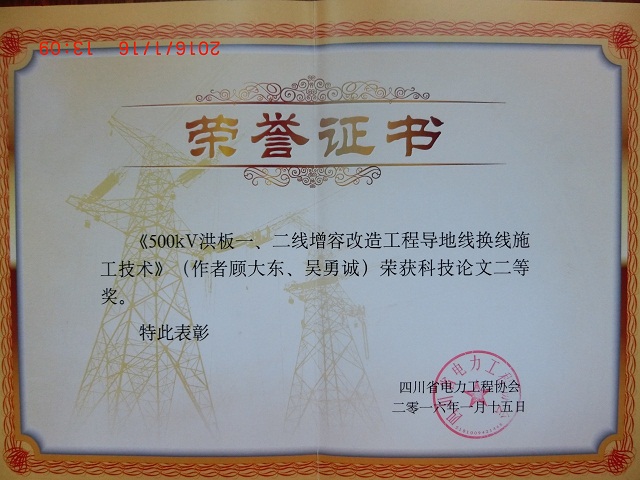 2016/1/16 13:09
荣誉证书
《500kV洪板一、二线增容改造工程导地线换线施
工技术》（作者顾大东、吴勇诚）荣获科技论文二等
奖。
特此表彰
四川省电力工程协会
二零一六年一月十五日